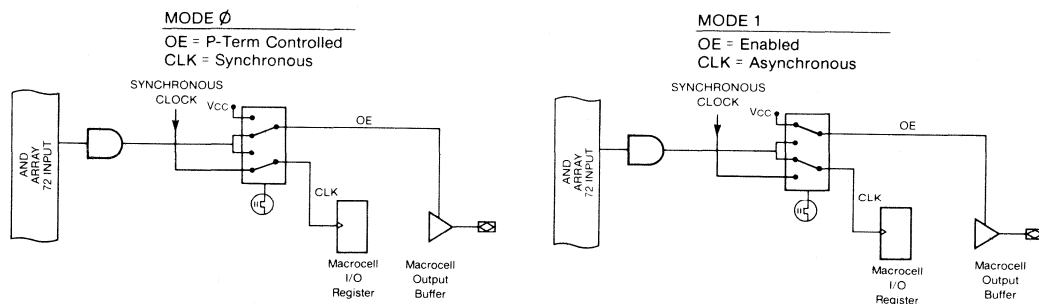 MODE Ø
OE = P-Term Controlled
CLK = Synchronous
SYNCHRONOUS
CLOCK
VCC
OE
AND
ARRAY
72 INPUT
CLK
Macrocell
I/O
Register
Macrocell
Output
Buffer
MODE 1
OE = Enabled
CLK = Asynchronous
SYNCHRONOUS
CLOCK
VCC
OE
AND
ARRAY
72 INPUT
CLK
Macrocell
I/O
Register
Macrocell
Output
Buffer